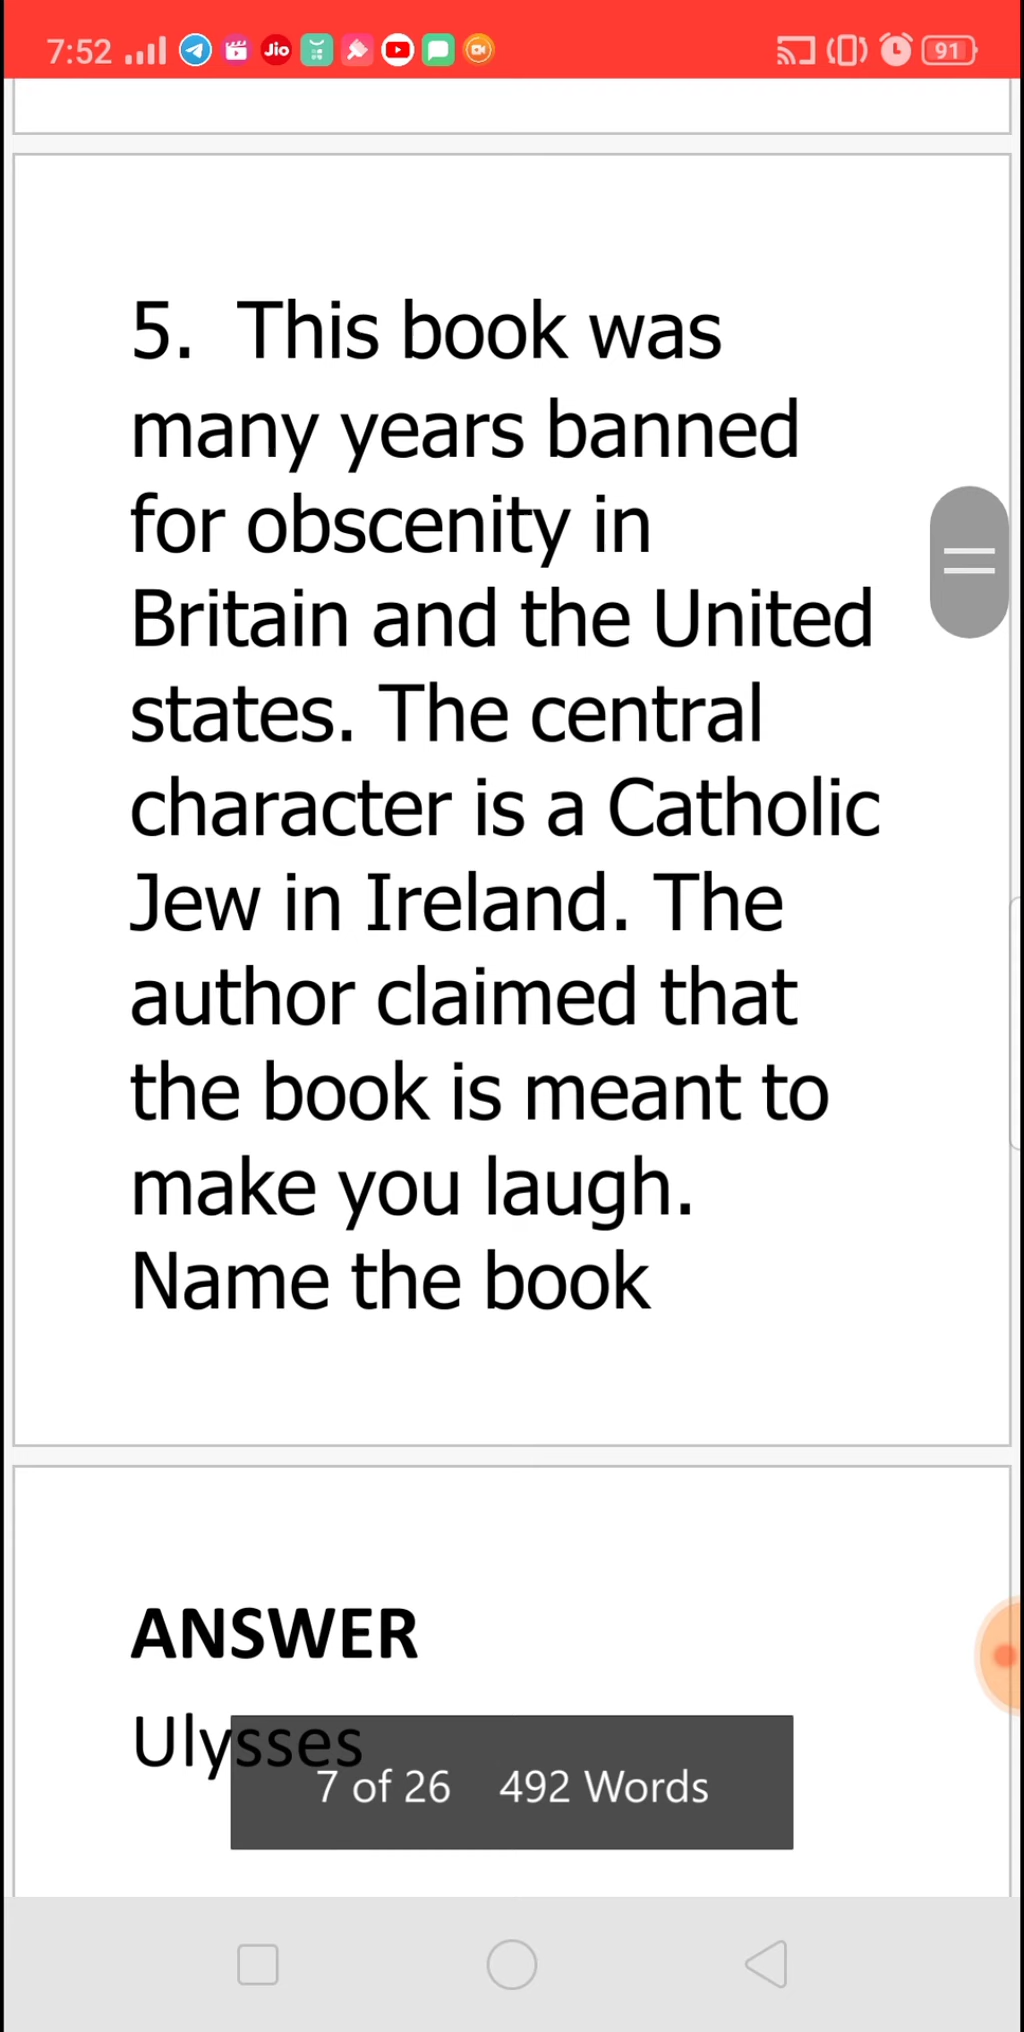 7:52 Jio 91
5. This book was
many years banned
for obscenity in
Britain and the United
states. The central
character is a Catholic
Jew in Ireland. The
author claimed that
the book is meant to
make you laugh.
Name the book
ANSWER
Ulysses
7 of 26 492 Words